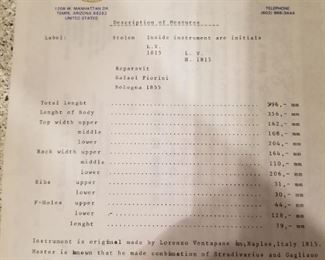 1208 W. MANHATTAN DR TELEPHONE
TEMPE, ARIZONA 85282 (602) 968-3444
UNITED STATES
Description of Features
Label: Stolen Inside instrument are initials
L.V.
1815 L. V.
N. 1815
Reparavit
Rafael Fiorini
Bologna 1855
Total lenght ........ 596,- mm
Lenght of Body ........ 356,- mm
Top width upper ........ 162,- mm
middle ........ 108,- mm
lower ........ 204,- mm
Back width upper ........ 164,- mm
middle ........ 110,- mm
lower ........ 206,- mm
Ribs upper ........ 31,- mm
lower ........ 30,- mm
F-Holes upper ........ 44,- mm
lower ........ 128,- mm
lenght ........ 79,- mm
Instrument is original made by Lorenzo Ventapane in, Naples, Italy 1815.
Master is known that he made combination of Stradivarius and Gagliano